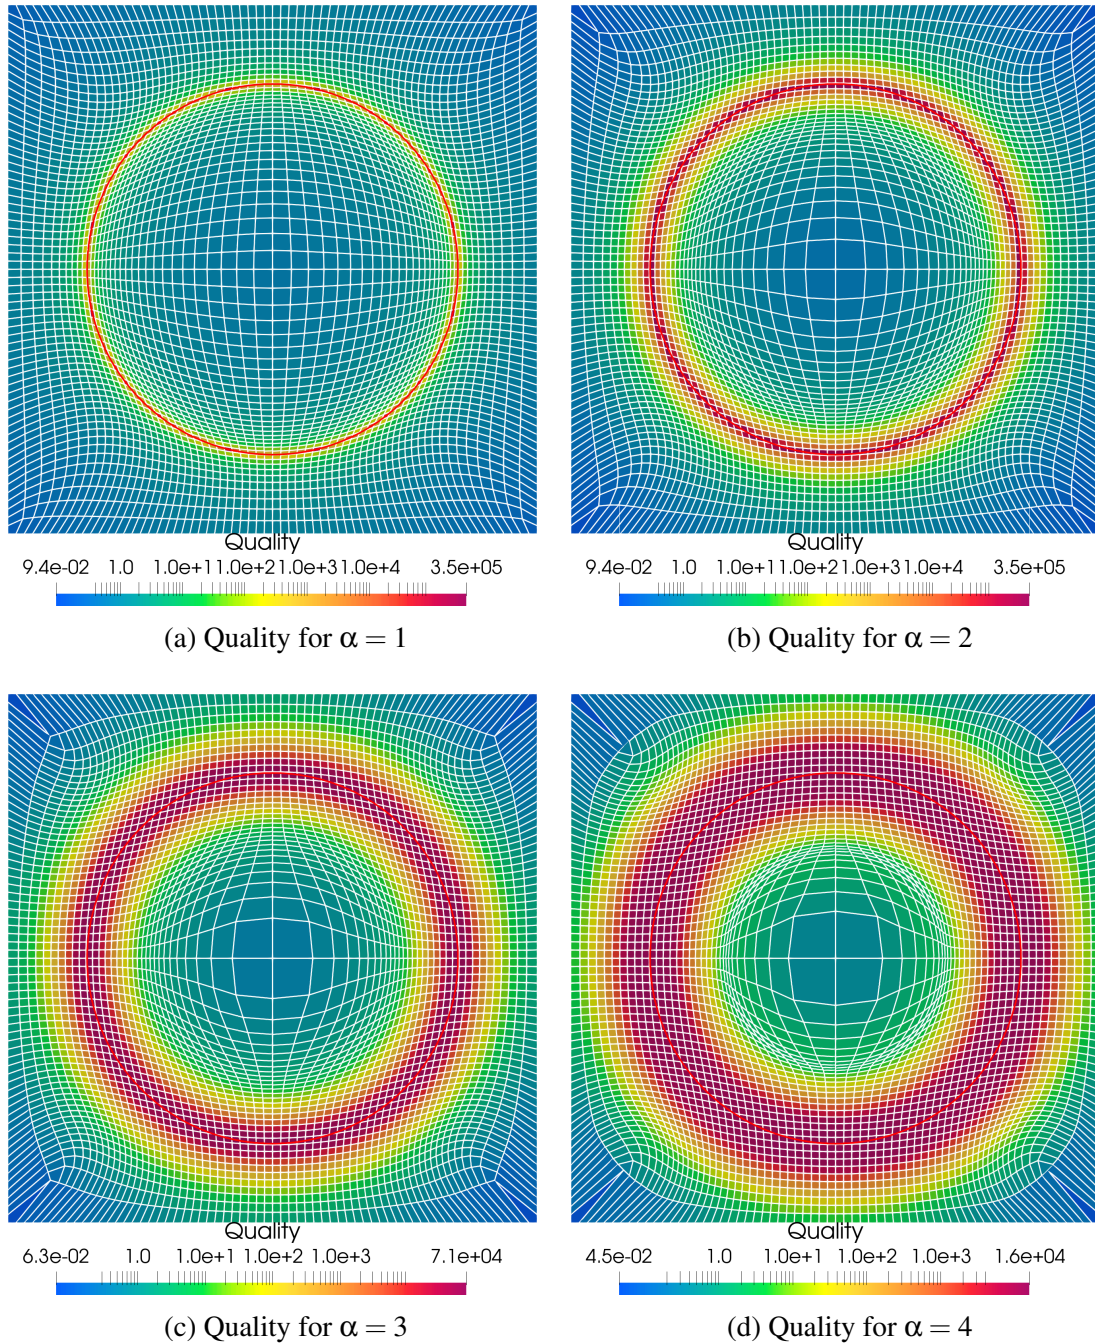 Quality
9.4e-02 1.0 1.0e+1 1.0e+2 1.0e+3 1.0e+4 3.5e+05
(a) Quality for α = 1
Quality
9.4e-02 1.0 1.0e+1 1.0e+2 1.0e+3 1.0e+4 3.5e+05
(b) Quality for α = 2
Quality
6.3e-02 1.0 1.0e+1 1.0e+2 1.0e+3 7.1e+04
(c) Quality for α = 3
Quality
4.5e-02 1.0 1.0e+1 1.0e+2 1.0e+3 1.6e+04
(d) Quality for α = 4